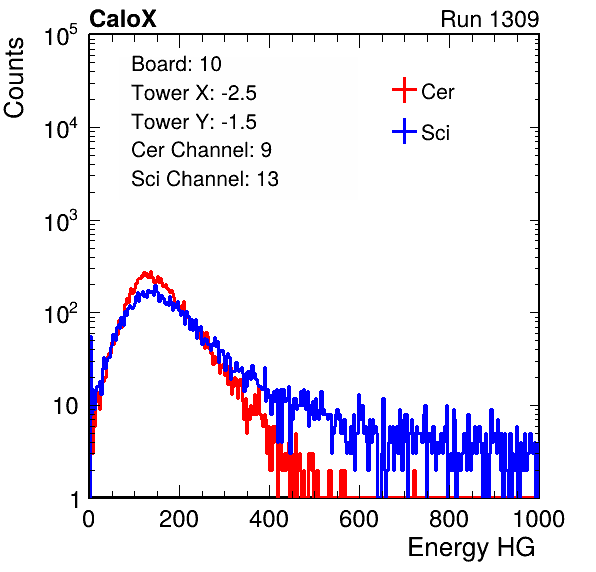 CaloX Run 1309
Counts
Board: 10
Tower X: -2.5
Tower Y: -1.5
Cer Channel: 9
Sci Channel: 13
Cer
Sci
10^5
10^4
10^3
10^2
10
1
0 200 400 600 800 1000
Energy HG